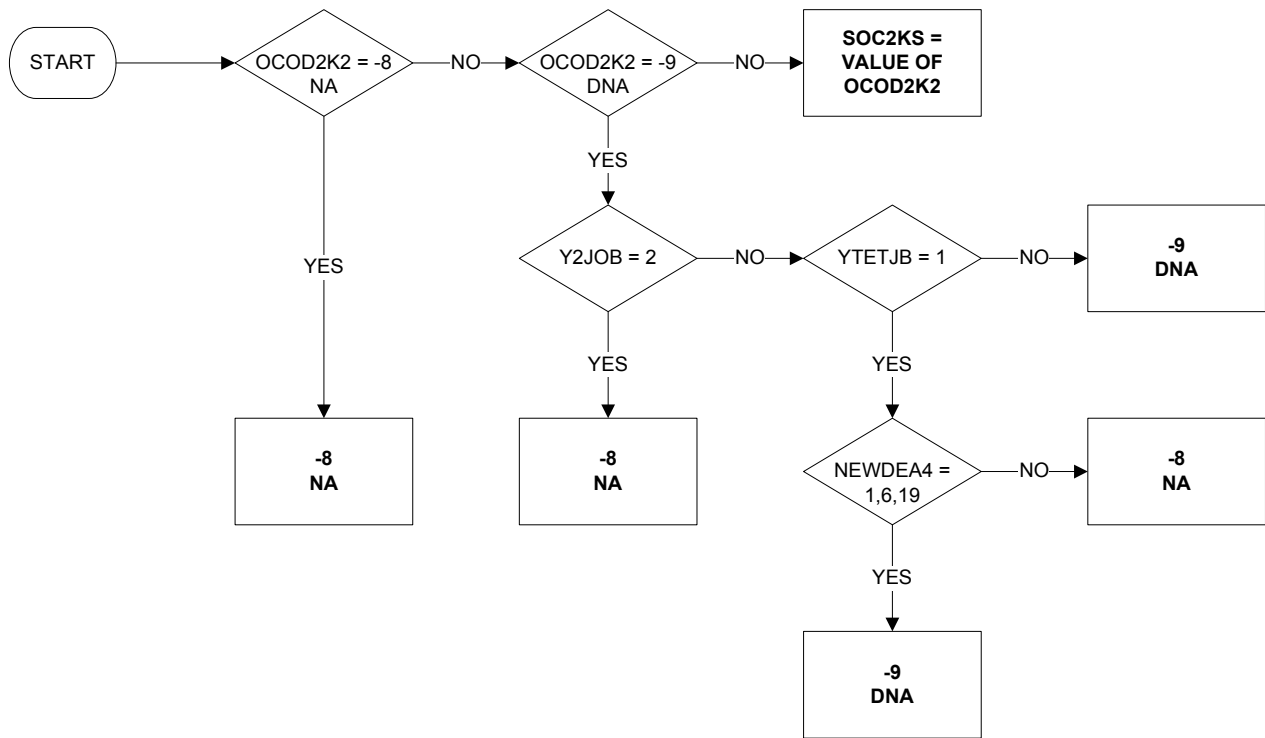 START
OCOD2K2 = -8
NA
NO
OCOD2K2 = -9
DNA
NO
SOC2KS =
VALUE OF
OCOD2K2
YES
YES
Y2JOB = 2
NO
YTETJB = 1
NO
-9
DNA
YES
YES
-8
NA
-8
NA
NEWDEA4 =
1,6,19
NO
-8
NA
YES
-9
DNA